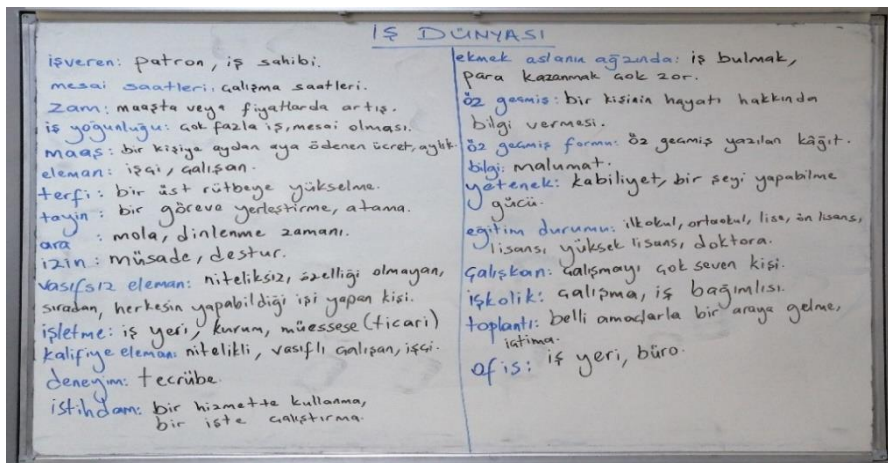 İŞ DÜNYASI
işveren: patron, iş sahibi.
mesai saatleri: çalışma saatleri.
zam: maaşta veya fiyatlarda artış.
iş yoğunluğu: çok fazla iş, mesai olması.
maaş: bir kişiye aydan aya ödenen ücret, aylık.
eleman: işçi, çalışan.
terfi: bir üst rütbeye yükselme.
tayin: bir göreve yerleştirme, atama.
ara: mola, dinlenme zamanı.
izin: müsade, destur.
vasıfsız eleman: niteliksiz, özelliği olmayan,
sıradan, herkesin yapabildiği işi yapan kişi.
işletme: iş yeri, kurum, müessese (ticari)
kalifiye eleman: nitelikli, vasıflı çalışan, işçi.
deneyim: tecrübe.
istihdam: bir hizmette kullanma,
bir işte çalıştırma.
ekmek aslanın ağzında: iş bulmak,
para kazanmak çok zor.
öz geçmiş: bir kişinin hayatı hakkında
bilgi vermesi.
öz geçmiş formu: öz geçmiş yazılan kâğıt.
bilgi: malumat.
yetenek: kabiliyet, bir şeyi yapabilme
gücü.
eğitim durumu: ilkokul, ortaokul, lise, ön lisans,
lisans, yüksek lisans, doktora.
çalışkan: çalışmayı çok seven kişi.
işkolik: çalışma, iş bağımlısı.
toplantı: belli amaçlarla bir araya gelme,
içtima.
ofis: iş yeri, büro.